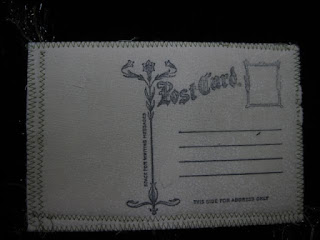 Post Card.
SPACE FOR WRITING MESSAGES
THIS SIDE FOR ADDRESS ONLY